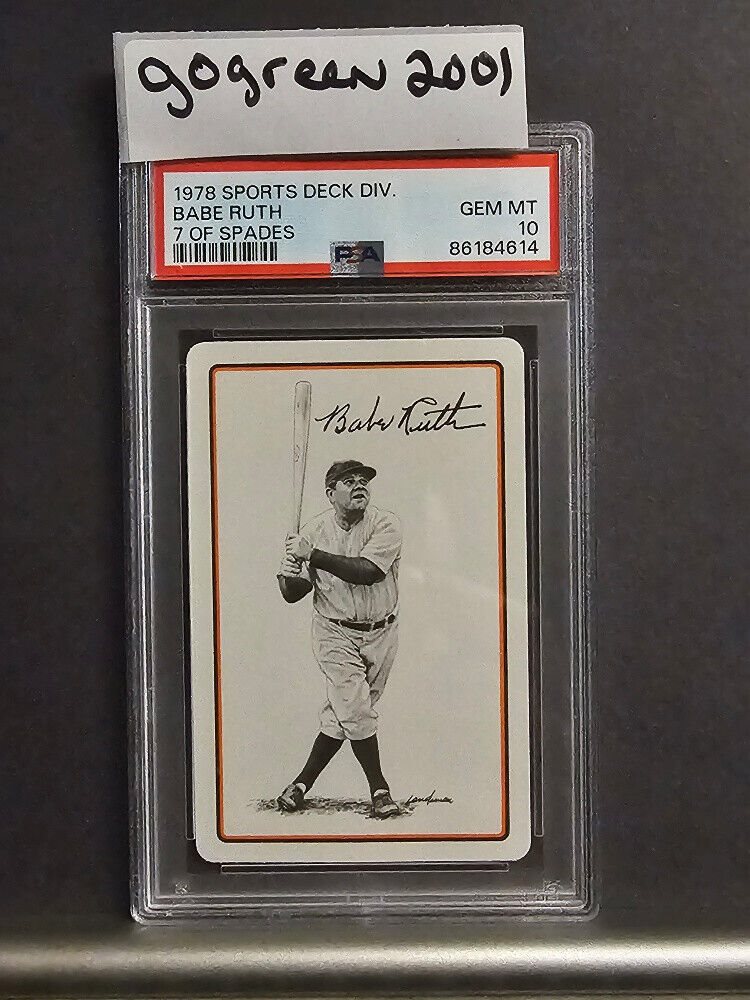 gogreen 2001
1978 SPORTS DECK DIV.
BABE RUTH
GEM MT
7 OF SPADES
10
PSA
86184614
Babe Ruth